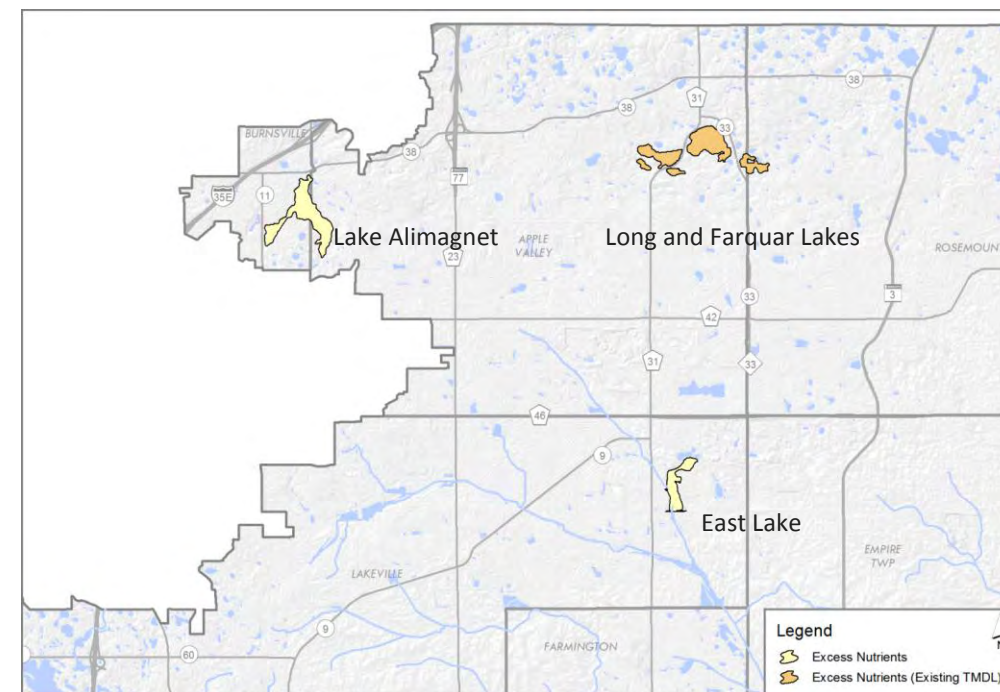 31
38
38
BURNSVILLE
33
38
77
35E
11
Lake Alimagnet
APPLE
VALLEY
Long and Farquar Lakes
23
ROSEMOUN
33
3
42
31
33
46
9
East Lake
EMPIRE
TWP
LAKEVILLE
9
FARMINGTON
60
Legend
N
Excess Nutrients
Excess Nutrients (Existing TMDL)